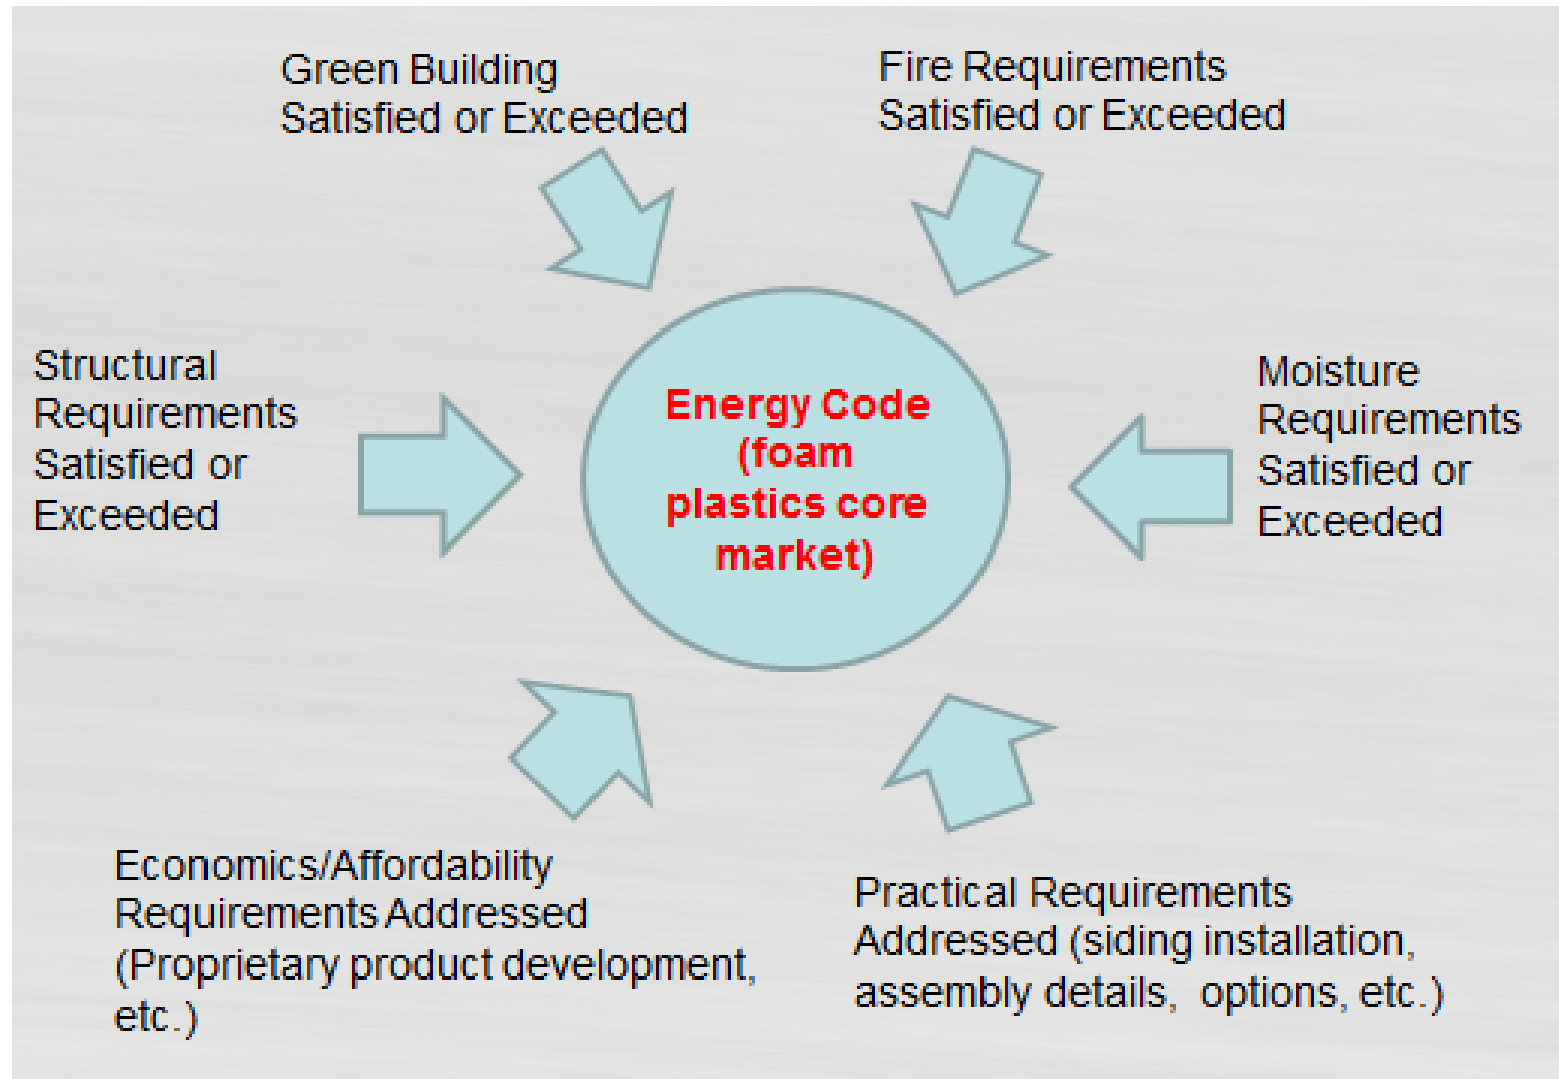 Green Building
Satisfied or Exceeded
Fire Requirements
Satisfied or Exceeded
Structural
Requirements
Satisfied or
Exceeded
Energy Code
(foam
plastics core
market)
Moisture
Requirements
Satisfied or
Exceeded
Economics/Affordability
Requirements Addressed
(Proprietary product development,
etc.)
Practical Requirements
Addressed (siding installation,
assembly details,  options, etc.)